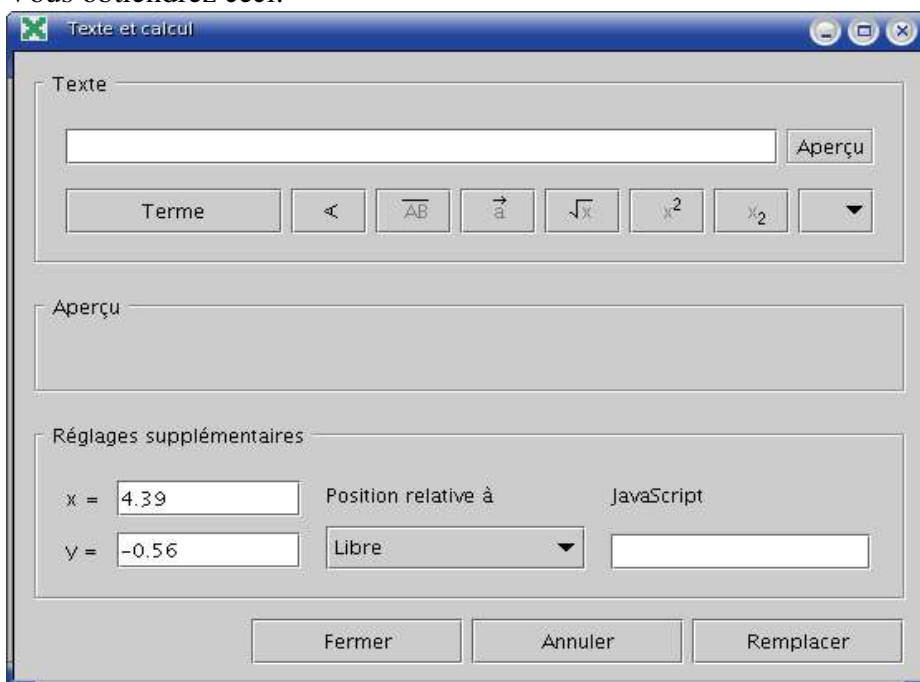 Vous obtiendrez ceci:
Texte et calcul
Texte
Aperçu
Terme ∢ AB a √x x² x₂
Aperçu
Réglages supplémentaires
x = 4.39 Position relative à JavaScript
y = -0.56 Libre
Fermer Annuler Remplacer